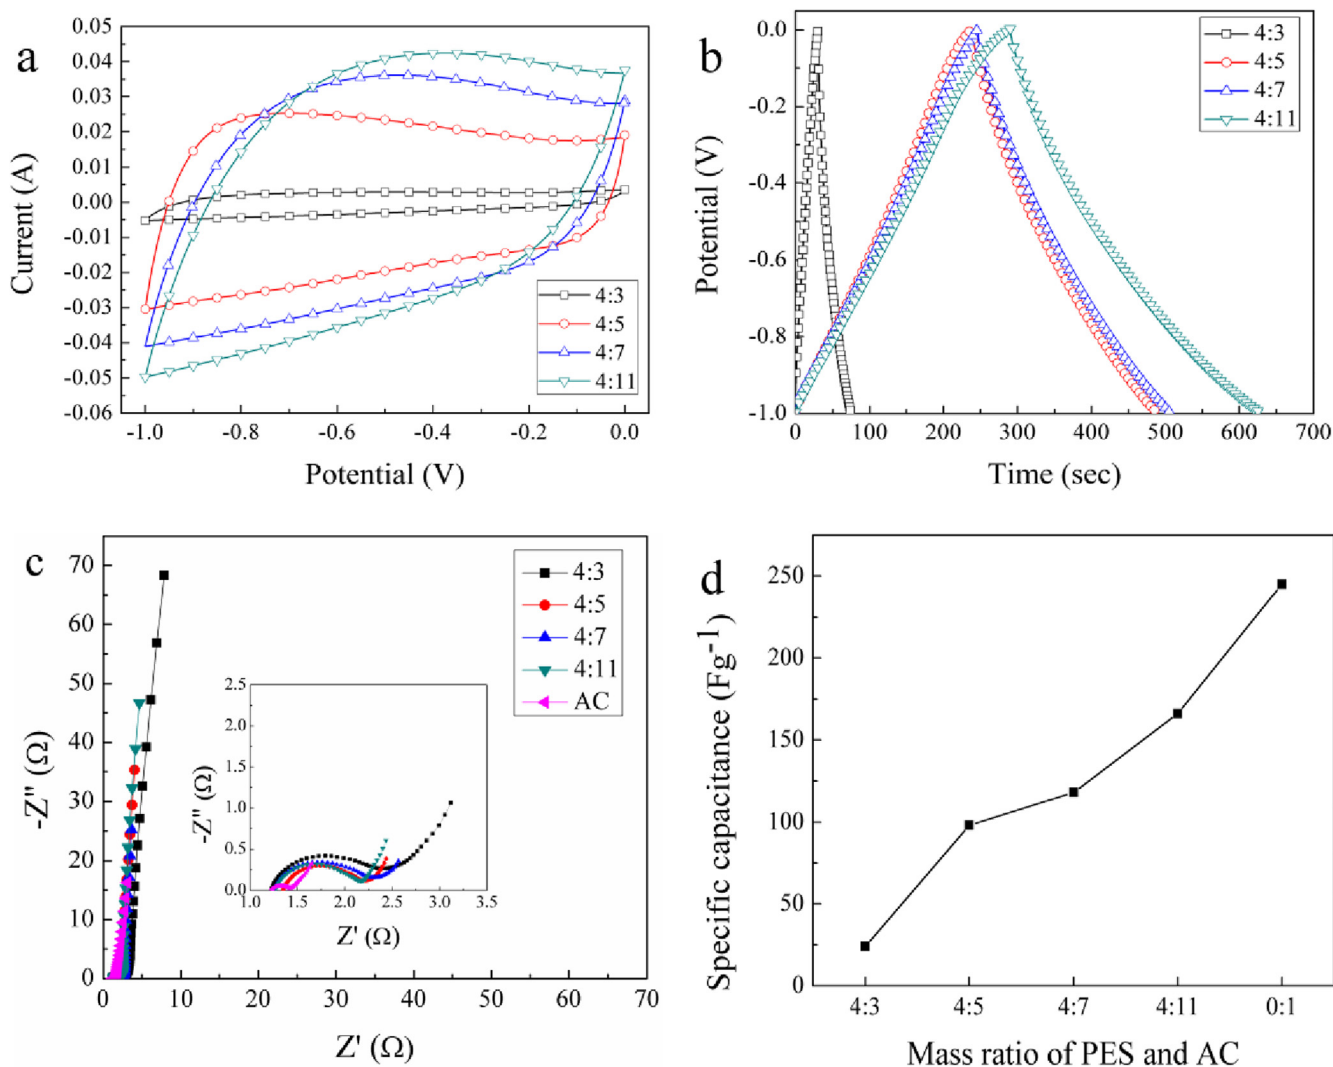 a
0.05
0.04
0.03
0.02
0.01
0.00
-0.01
-0.02
-0.03
-0.04
-0.05
-0.06
Current (A)
4:3
4:5
4:7
4:11
-1.0 -0.8 -0.6 -0.4 -0.2 0.0
Potential (V)
b
0.0
-0.2
-0.4
-0.6
-0.8
-1.0
Potential (V)
4:3
4:5
4:7
4:11
0 100 200 300 400 500 600 700
Time (sec)
c
70
60
50
40
30
20
10
0
-Z" (Ω)
4:3
4:5
4:7
4:11
AC
2.5
2.0
1.5
1.0
0.5
0.0
-Z" (Ω)
1.0 1.5 2.0 2.5 3.0 3.5
Z' (Ω)
0 10 20 30 40 50 60 70
Z' (Ω)
d
250
200
150
100
50
0
Specific capacitance (Fg-1)
4:3 4:5 4:7 4:11 0:1
Mass ratio of PES and AC